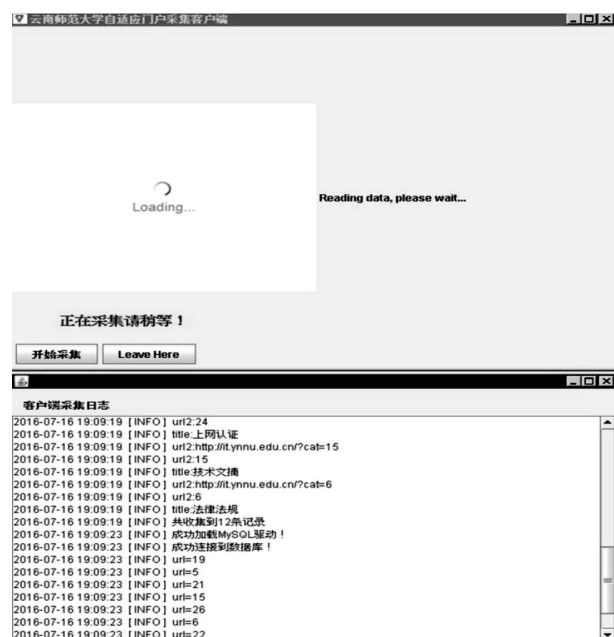 云南师范大学自适应门户采集客户端
Loading...
Reading data, please wait...
正在采集请稍等！
开始采集
Leave Here
客户端采集日志
2016-07-16 19:09:19 [INFO] url2:24
2016-07-16 19:09:19 [INFO] title:上网认证
2016-07-16 19:09:19 [INFO] url2:http://it.ynnu.edu.cn/?cat=15
2016-07-16 19:09:19 [INFO] url2:15
2016-07-16 19:09:19 [INFO] title:技术文摘
2016-07-16 19:09:19 [INFO] url2:http://it.ynnu.edu.cn/?cat=6
2016-07-16 19:09:19 [INFO] url2:6
2016-07-16 19:09:19 [INFO] title:法律法规
2016-07-16 19:09:19 [INFO] 共收集到12条记录
2016-07-16 19:09:23 [INFO] 成功加载MySQL驱动！
2016-07-16 19:09:23 [INFO] 成功连接到数据库！
2016-07-16 19:09:23 [INFO] url=19
2016-07-16 19:09:23 [INFO] url=5
2016-07-16 19:09:23 [INFO] url=21
2016-07-16 19:09:23 [INFO] url=15
2016-07-16 19:09:23 [INFO] url=26
2016-07-16 19:09:23 [INFO] url=6
2016-07-16 19:09:23 [INFO] url=22